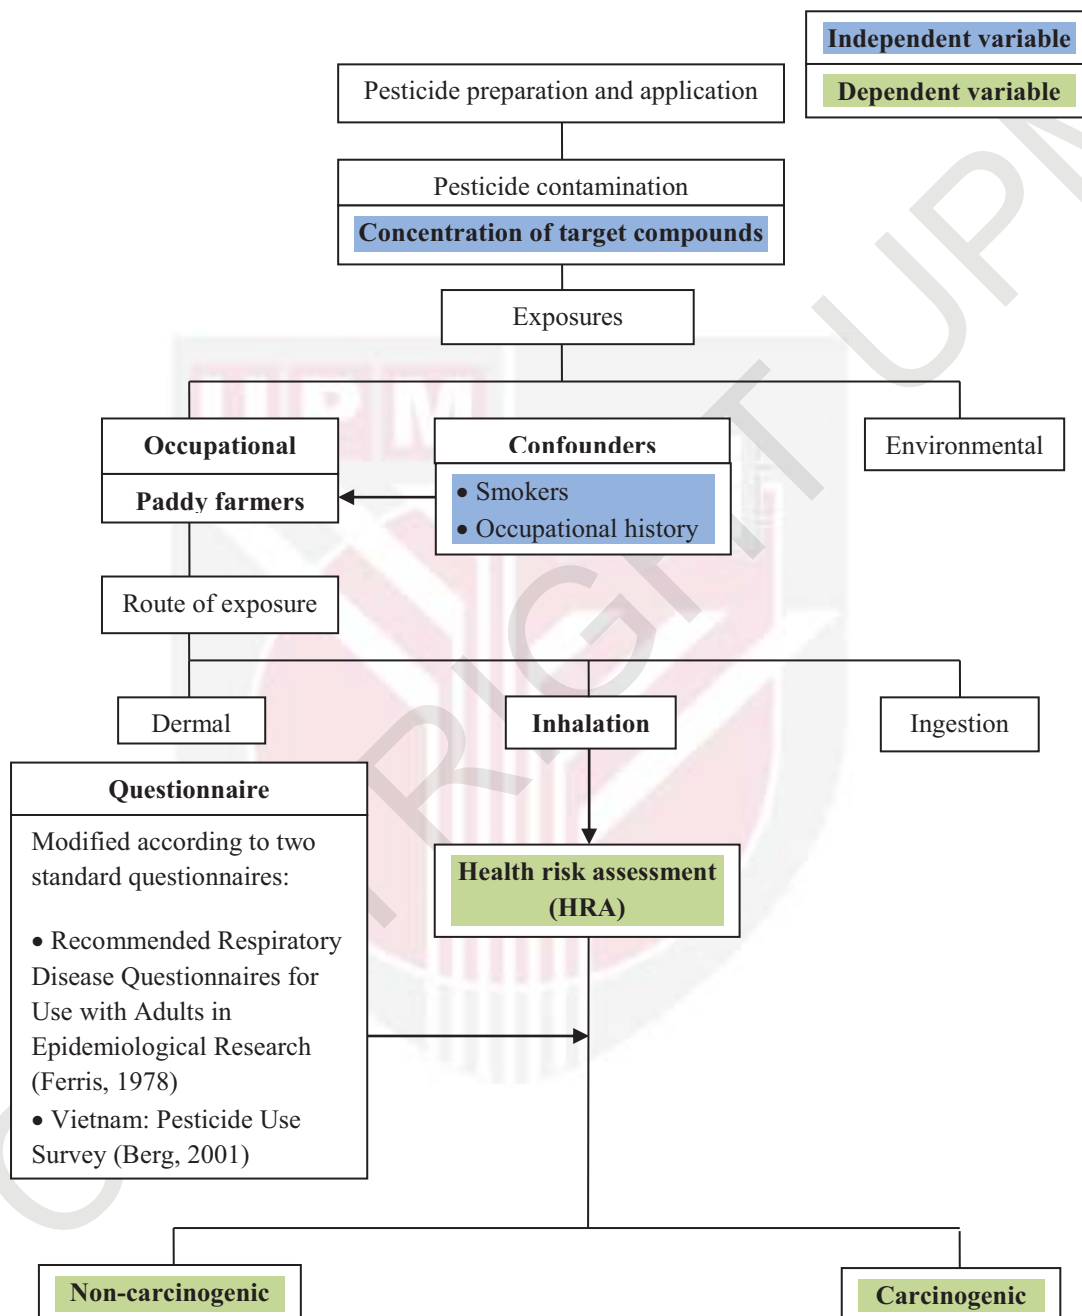 Independent variable
Dependent variable
Pesticide preparation and application
Pesticide contamination
Concentration of target compounds
Exposures
Occupational
Paddy farmers
Confounders
• Smokers
• Occupational history
Environmental
Route of exposure
Dermal
Inhalation
Ingestion
Questionnaire
Modified according to two
standard questionnaires:
• Recommended Respiratory
Disease Questionnaires for
Use with Adults in
Epidemiological Research
(Ferris, 1978)
• Vietnam: Pesticide Use
Survey (Berg, 2001)
Health risk assessment
(HRA)
Non-carcinogenic
Carcinogenic
UPM
RIGHT UPM